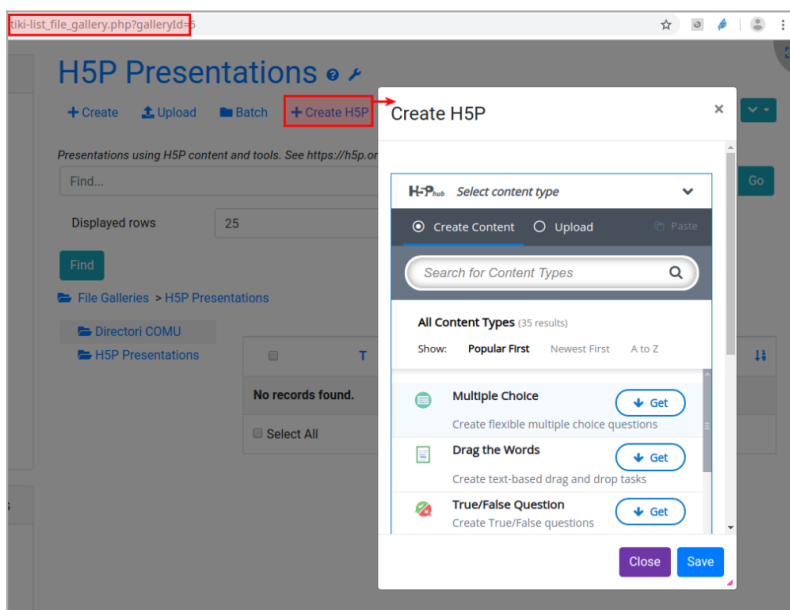 tiki-list_file_gallery.php?galleryId=5
H5P Presentations
Create Upload Batch Create H5P
Presentations using H5P content and tools. See https://h5p.or
Find... Go
Displayed rows 25
Find
File Galleries > H5P Presentations
Directori COMU
H5P Presentations
T
No records found.
Select All
Create H5P ×
H5P hub Select content type
Create Content Upload Paste
Search for Content Types
All Content Types (35 results)
Show: Popular First Newest First A to Z
Multiple Choice Get
Create flexible multiple choice questions
Drag the Words Get
Create text-based drag and drop tasks
True/False Question Get
Create True/False questions
Close Save